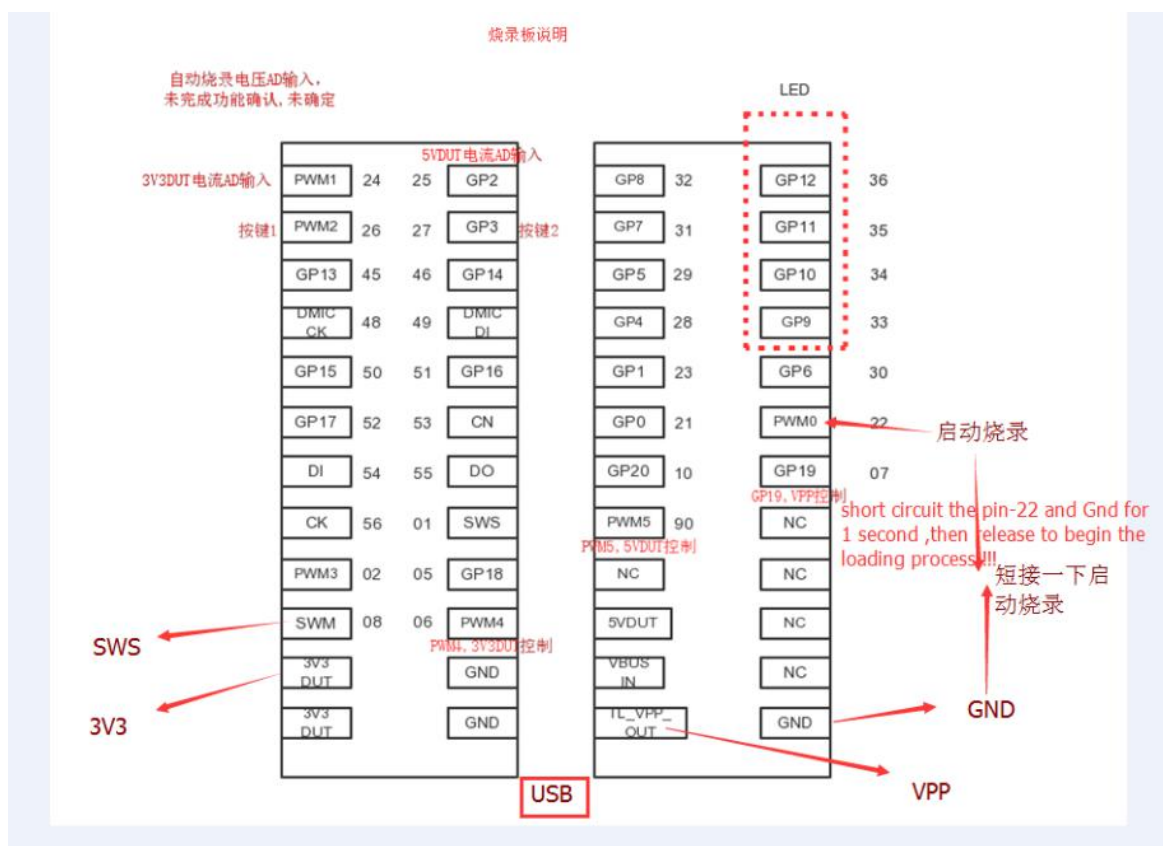 烧录板说明
自动烧录电压AD输入,
未完成功能确认,未确定
LED
5VDUT电流AD输入
3V3DUT电流AD输入 PWM1 24 25 GP2 GP8 32 GP12 36
按键1 PWM2 26 27 GP3 按键2 GP7 31 GP11 35
GP13 45 46 GP14 GP5 29 GP10 34
DMIC CK 48 49 DMIC DI GP4 28 GP9 33
GP15 50 51 GP16 GP1 23 GP6 30
GP17 52 53 CN GP0 21 PWM0 22 启动烧录
DI 54 55 DO GP20 10 GP19 07
GP19,VPP控制
CK 56 01 SWS PWM5 90 NC
short circuit the pin-22 and Gnd for
1 second ,then release to begin the
loading process!!!
PWM5,5VDUT控制
PWM3 02 05 GP18 NC NC
短接一下启
动烧录
SWS SWM 08 06 PWM4 5VDUT NC
PWM4,3V3DUT控制
3V3 DUT GND VBUS IN NC
3V3 3V3 DUT GND TL_VPP_ OUT GND GND
USB
VPP